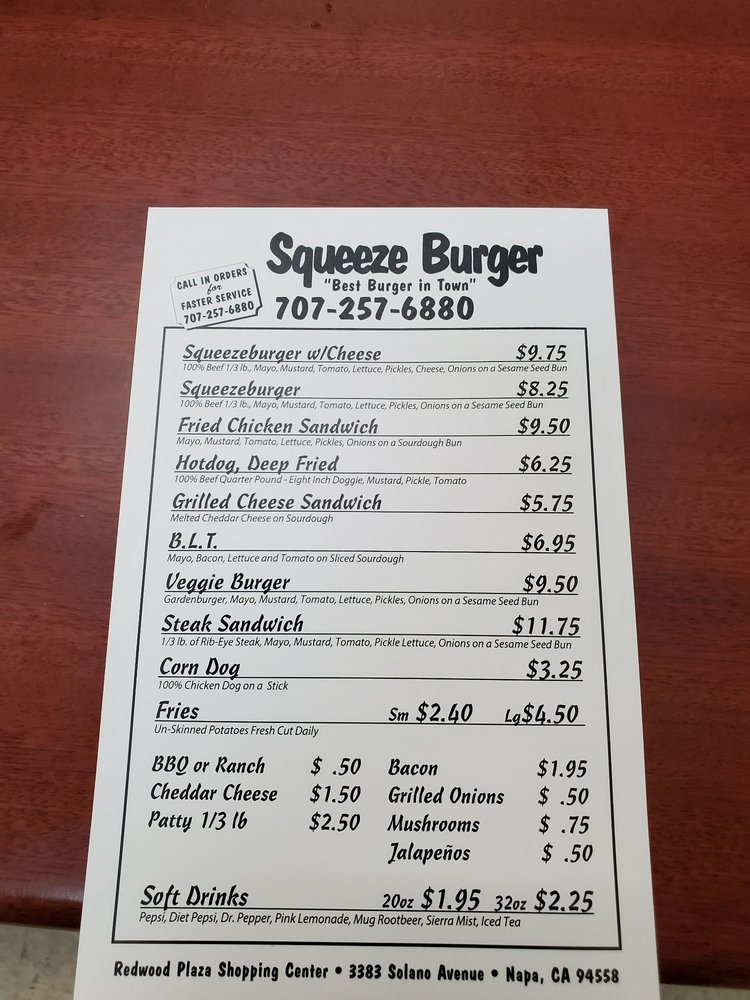 Squeeze Burger
"Best Burger in Town"
707-257-6880
CALL IN ORDERS
for
FASTER SERVICE
707-257-6880
Squeezeburger w/Cheese $9.75
100% Beef 1/3 lb., Mayo, Mustard, Tomato, Lettuce, Pickles, Cheese, Onions on a Sesame Seed Bun
Squeezeburger $8.25
100% Beef 1/3 lb., Mayo, Mustard, Tomato, Lettuce, Pickles, Onions on a Sesame Seed Bun
Fried Chicken Sandwich $9.50
Mayo, Mustard, Tomato, Lettuce, Pickles, Onions on a Sourdough Bun
Hotdog, Deep Fried $6.25
100% Beef Quarter Pound - Eight Inch Doggie, Mustard, Pickle, Tomato
Grilled Cheese Sandwich $5.75
Melted Cheddar Cheese on Sourdough
B.L.T. $6.95
Mayo, Bacon, Lettuce and Tomato on Sliced Sourdough
Veggie Burger $9.50
Gardenburger, Mayo, Mustard, Tomato, Lettuce, Pickles, Onions on a Sesame Seed Bun
Steak Sandwich $11.75
1/3 lb. of Rib-Eye Steak, Mayo, Mustard, Tomato, Pickle Lettuce, Onions on a Sesame Seed Bun
Corn Dog $3.25
100% Chicken Dog on a Stick
Fries Sm $2.40 Lg $4.50
Un-Skinned Potatoes Fresh Cut Daily
BBQ or Ranch $ .50
Cheddar Cheese $1.50
Patty 1/3 lb $2.50
Bacon $1.95
Grilled Onions $ .50
Mushrooms $ .75
Jalapeños $ .50
Soft Drinks 20oz $1.95 32oz $2.25
Pepsi, Diet Pepsi, Dr. Pepper, Pink Lemonade, Mug Rootbeer, Sierra Mist, Iced Tea
Redwood Plaza Shopping Center • 3383 Solano Avenue • Napa, CA 94558